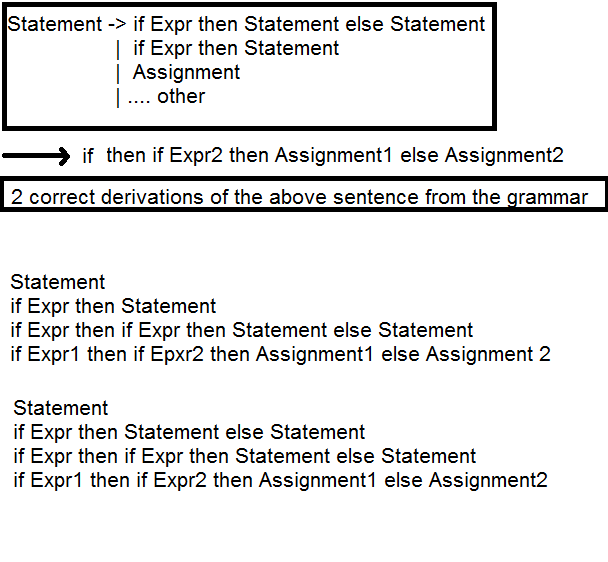 Statement -> if Expr then Statement else Statement
| if Expr then Statement
| Assignment
| .... other
if then if Expr2 then Assignment1 else Assignment2
2 correct derivations of the above sentence from the grammar
Statement
if Expr then Statement
if Expr then if Expr then Statement else Statement
if Expr1 then if Epxr2 then Assignment1 else Assignment 2
Statement
if Expr then Statement else Statement
if Expr then if Expr then Statement else Statement
if Expr1 then if Expr2 then Assignment1 else Assignment2